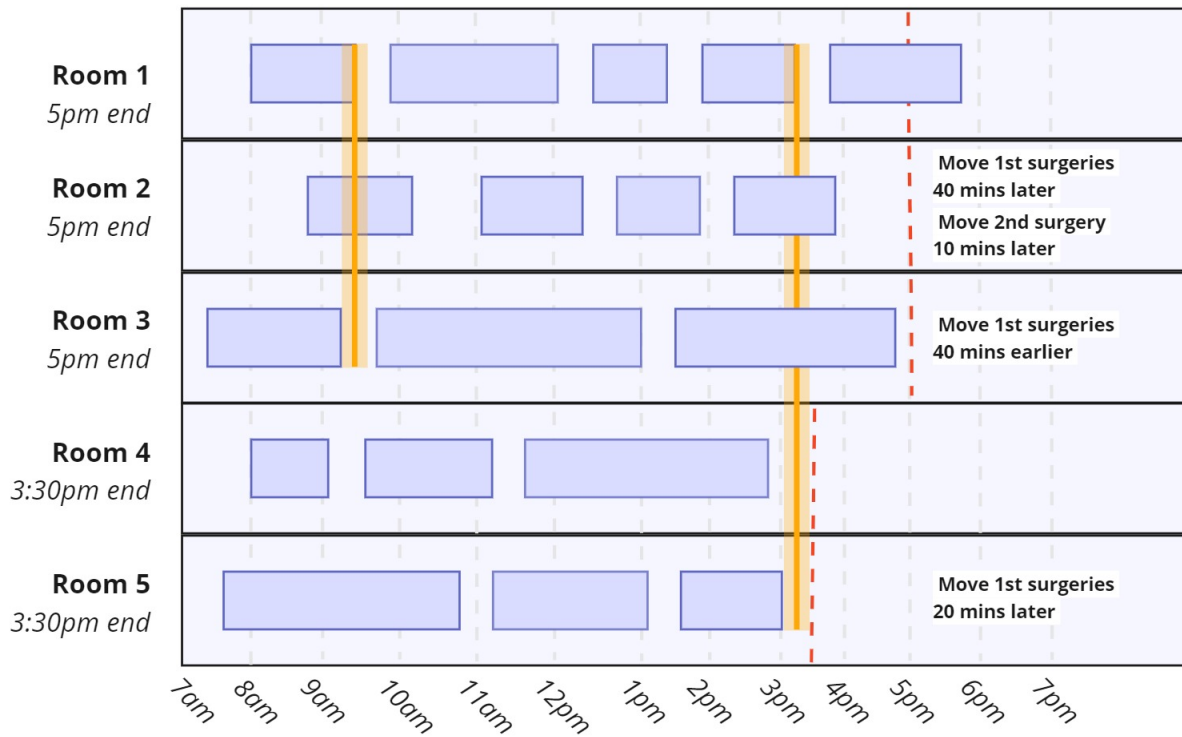 Room 1
5pm end
Room 2
5pm end
Move 1st surgeries
40 mins later
Move 2nd surgery
10 mins later
Room 3
5pm end
Move 1st surgeries
40 mins earlier
Room 4
3:30pm end
Room 5
3:30pm end
Move 1st surgeries
20 mins later
7am 8am 9am 10am 11am 12pm 1pm 2pm 3pm 4pm 5pm 6pm 7pm